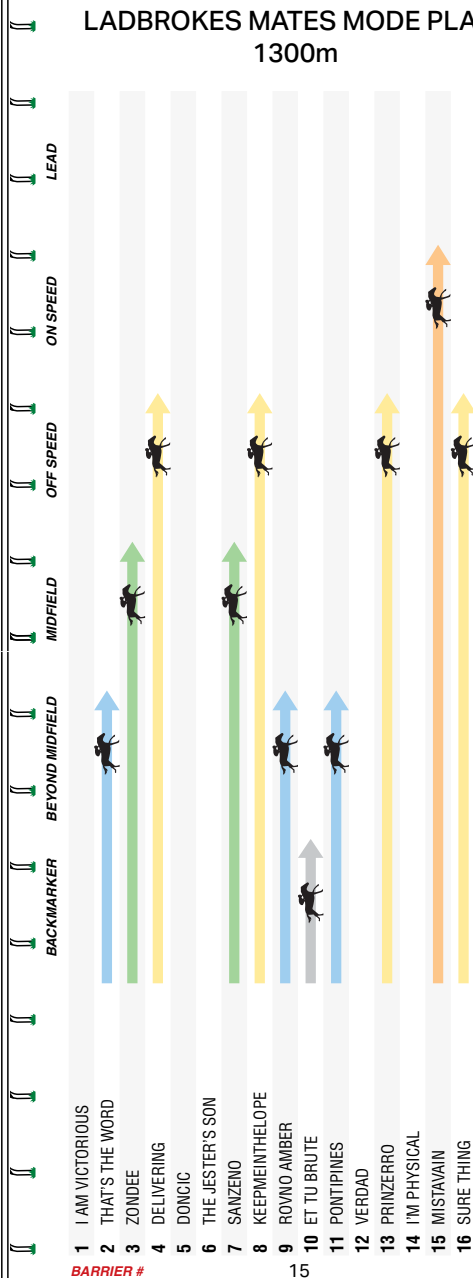 LADBROKES MATES MODE PLA
1300m
LEAD
ON SPEED
OFF SPEED
MIDFIELD
BEYOND MIDFIELD
BACKMARKER
1 I AM VICTORIOUS
2 THAT'S THE WORD
3 ZONDEE
4 DELIVERING
5 DONCIC
6 THE JESTER'S SON
7 SANZENO
8 KEEPMEINTHELOPE
9 ROVNO AMBER
10 ET TU BRUTE
11 PONTIPINES
12 VERDAD
13 PRINZERRO
14 I'M PHYSICAL
15 MISTAVAIN
16 SURE THING
BARRIER #
15